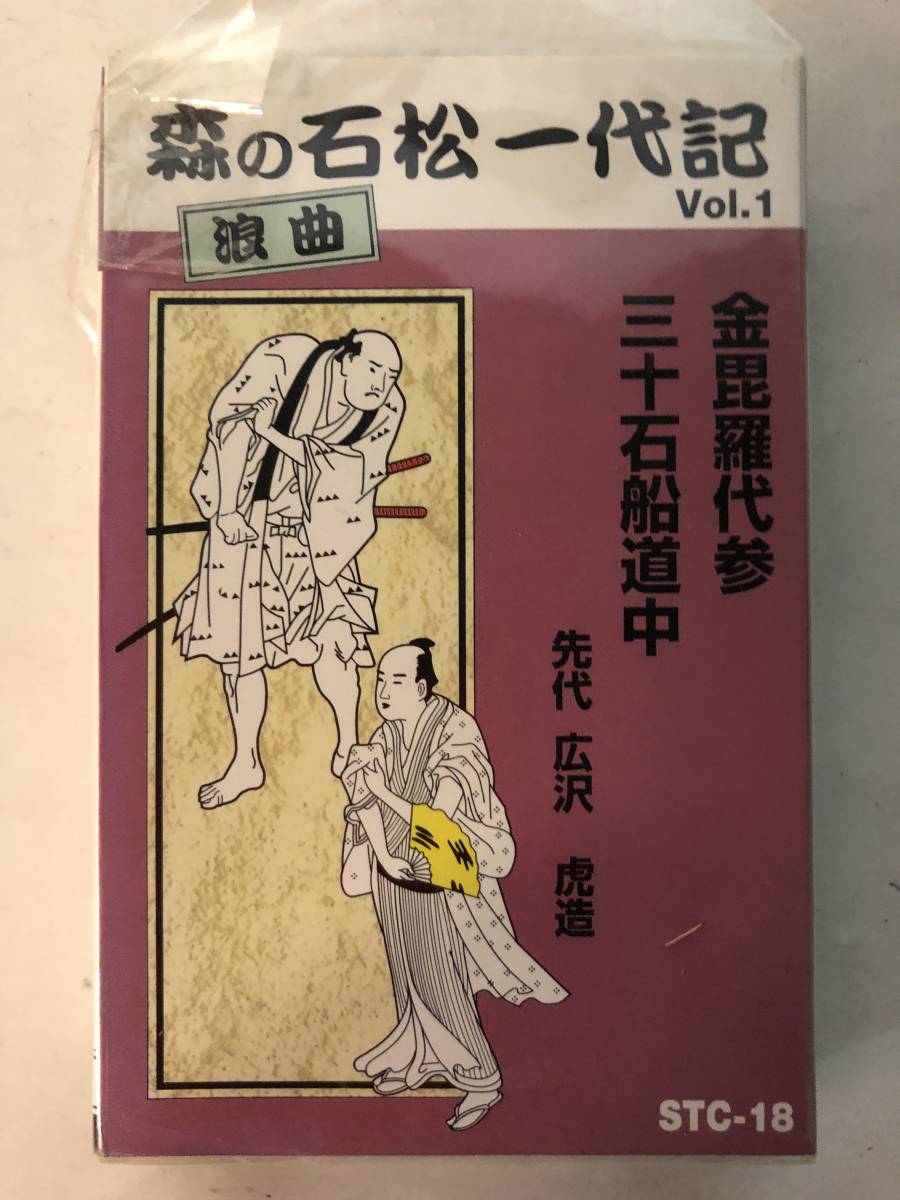 森の石松一代記
Vol.1
浪曲
金毘羅代参
三十石船道中
先代 広沢 虎造
STC-18